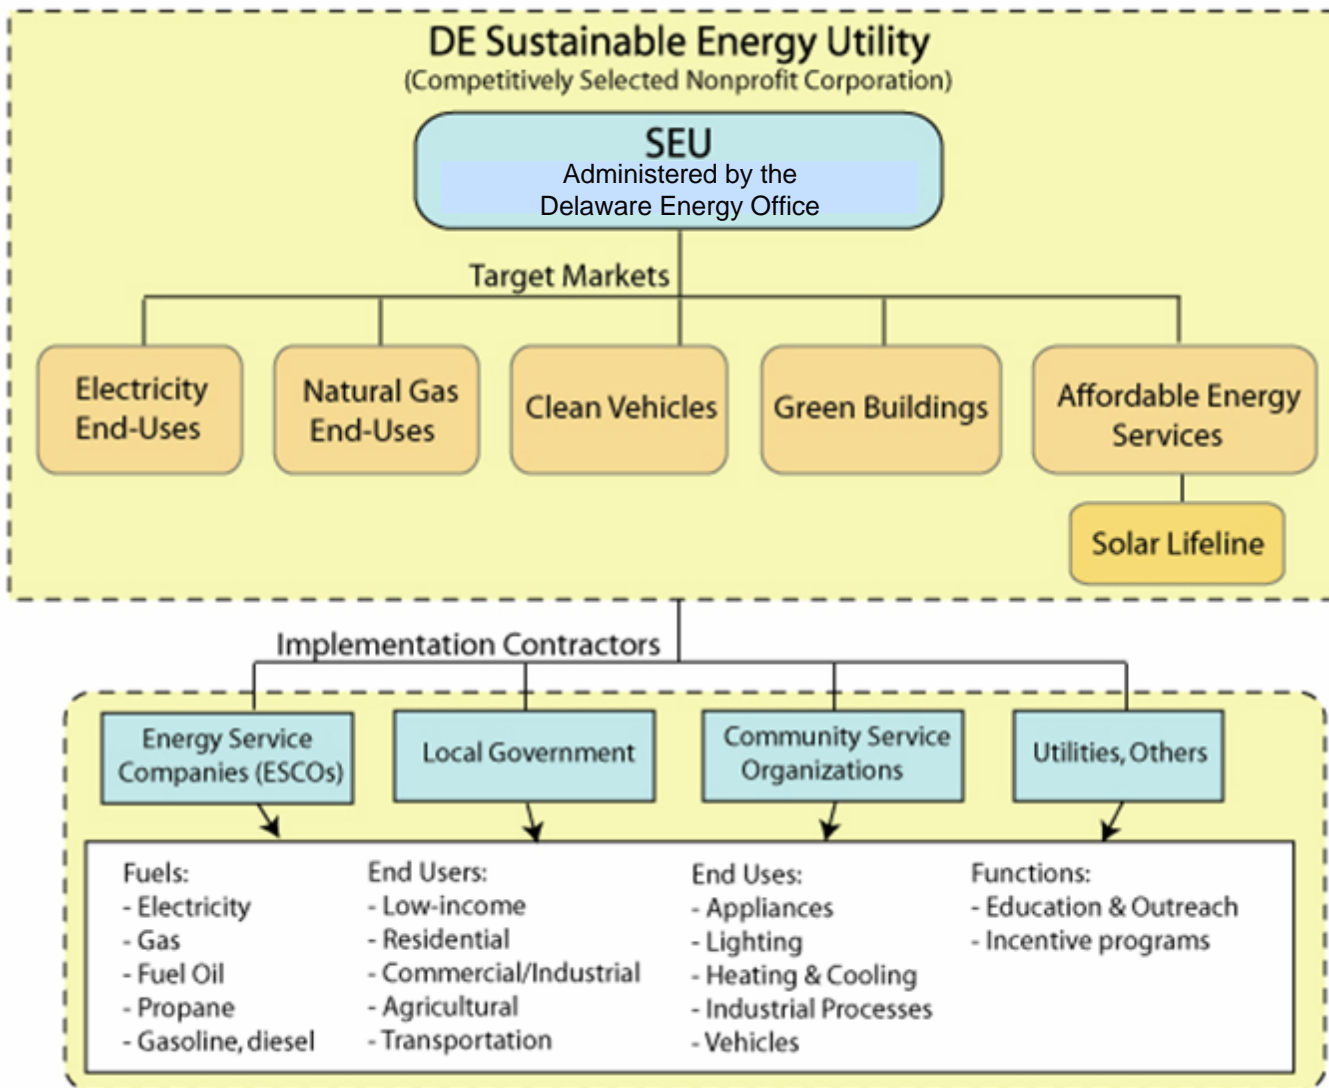 DE Sustainable Energy Utility
(Competitively Selected Nonprofit Corporation)
SEU
Administered by the
Delaware Energy Office
Target Markets
Electricity
End-Uses
Natural Gas
End-Uses
Clean Vehicles
Green Buildings
Affordable Energy
Services
Solar Lifeline
Implementation Contractors
Energy Service
Companies (ESCOs)
Local Government
Community Service
Organizations
Utilities, Others
Fuels:
- Electricity
- Gas
- Fuel Oil
- Propane
- Gasoline, diesel
End Users:
- Low-income
- Residential
- Commercial/Industrial
- Agricultural
- Transportation
End Uses:
- Appliances
- Lighting
- Heating & Cooling
- Industrial Processes
- Vehicles
Functions:
- Education & Outreach
- Incentive programs